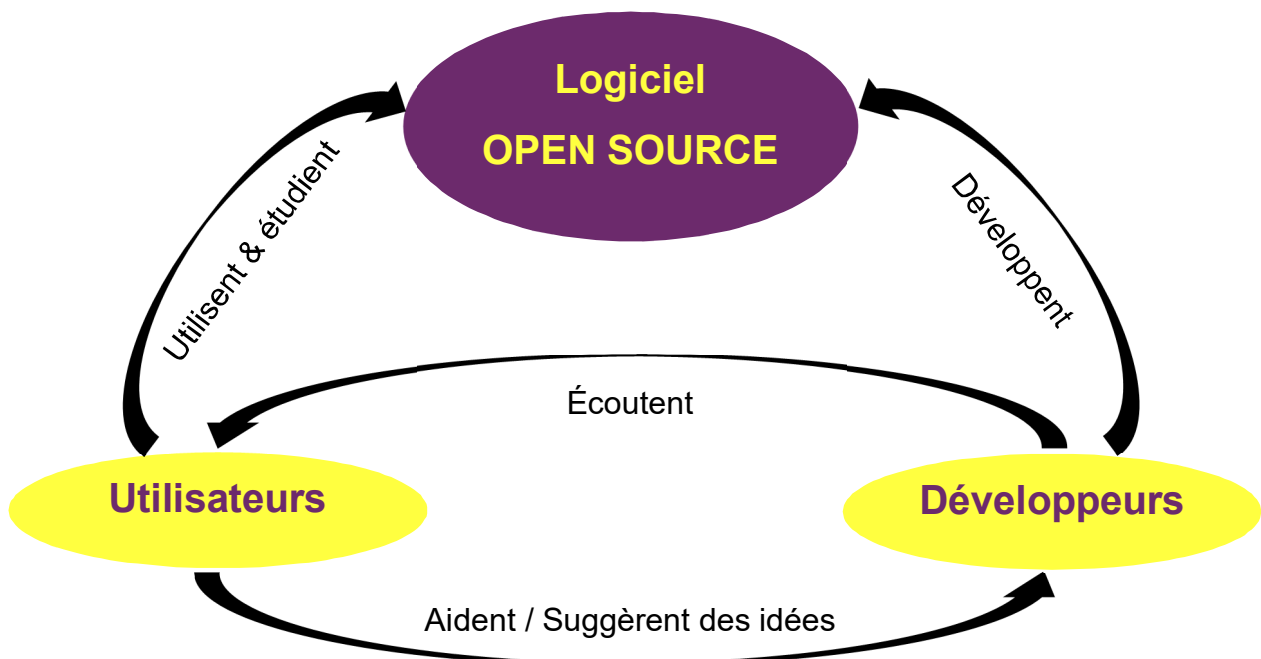 Logiciel
OPEN SOURCE
Utilisent & étudient
Développent
Écoutent
Utilisateurs
Développeurs
Aident / Suggèrent des idées